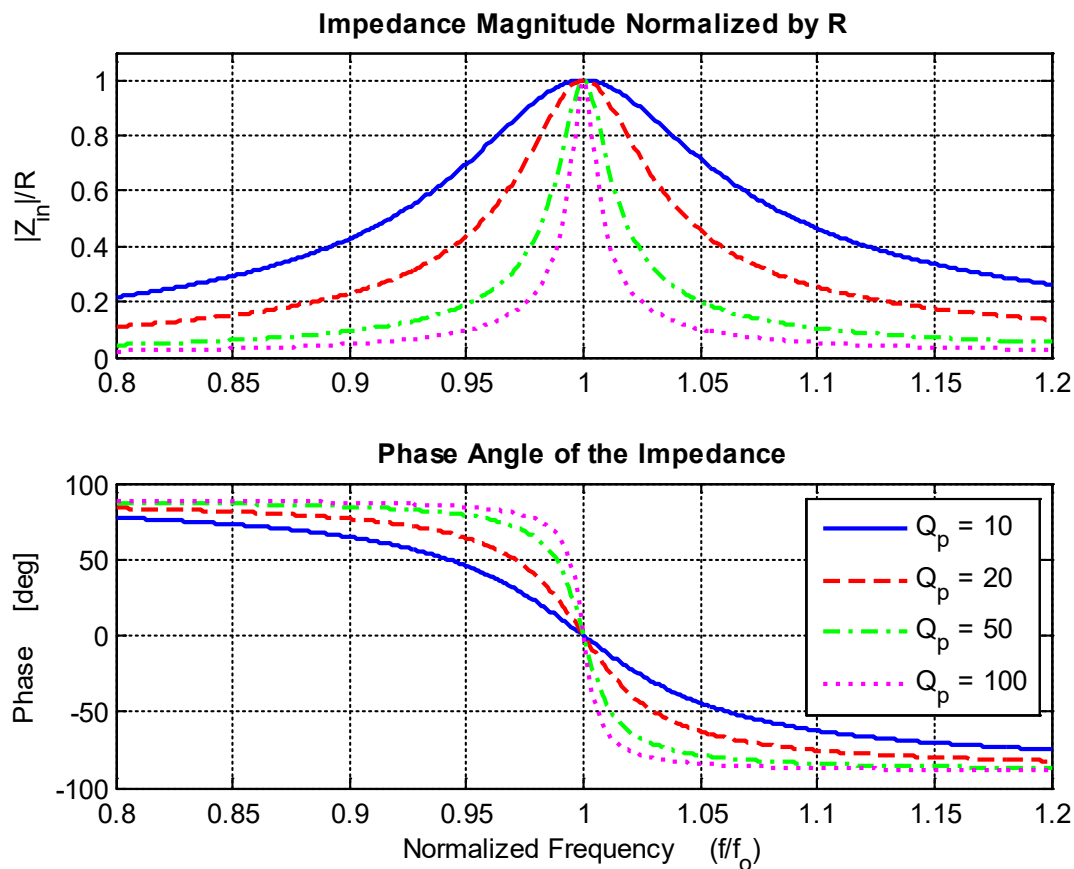 Impedance Magnitude Normalized by R
1
0.8
0.6
0.4
0.2
0
|Z_in|/R
0.8 0.85 0.9 0.95 1 1.05 1.1 1.15 1.2
Phase Angle of the Impedance
100
50
0
-50
-100
Phase [deg]
Q_p = 10
Q_p = 20
Q_p = 50
Q_p = 100
0.8 0.85 0.9 0.95 1 1.05 1.1 1.15 1.2
Normalized Frequency (f/f_o)